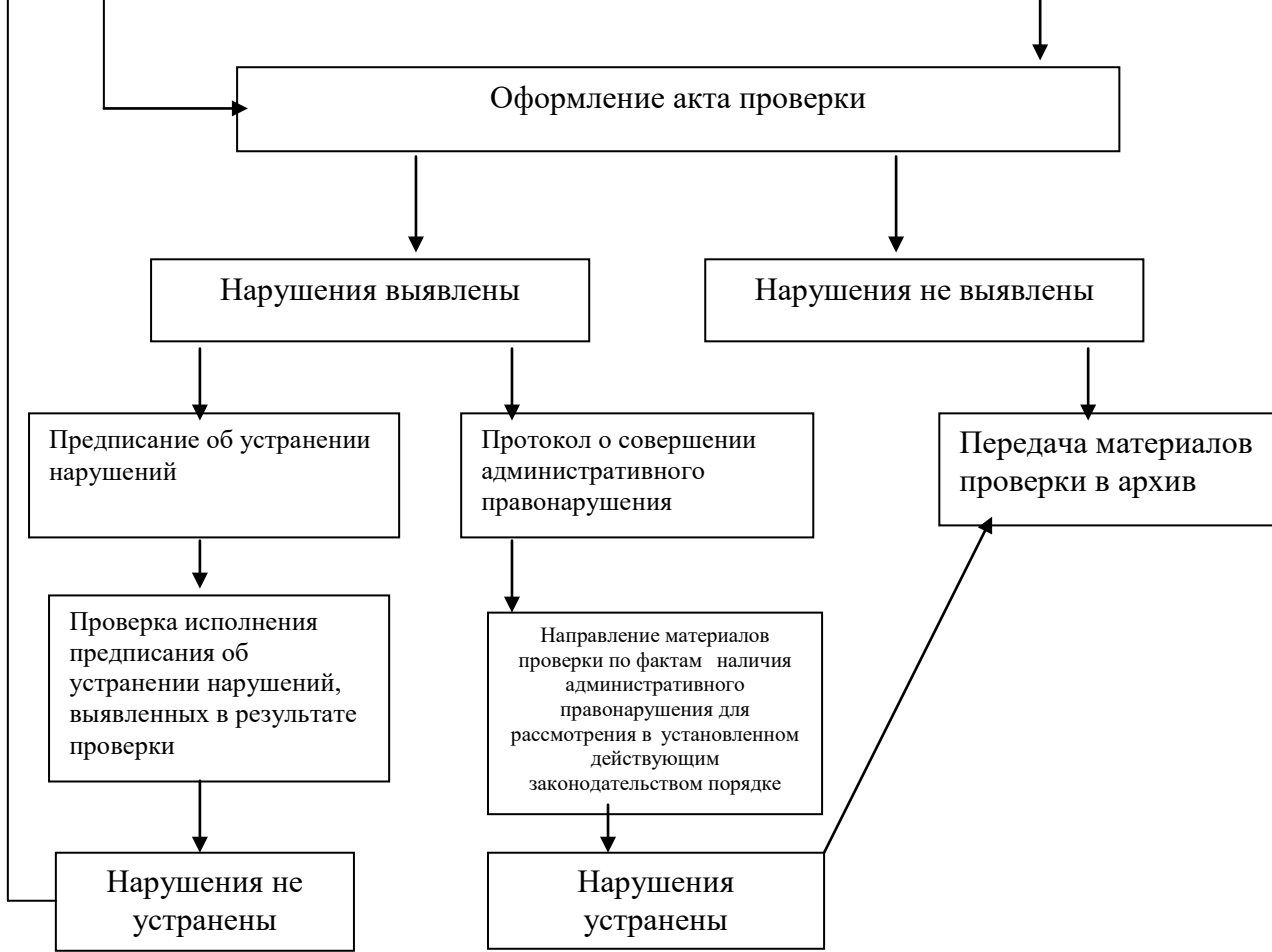 Оформление акта проверки
Нарушения выявлены
Нарушения не выявлены
Предписание об устранении
нарушений
Протокол о совершении
административного
правонарушения
Передача материалов
проверки в архив
Проверка исполнения
предписания об
устранении нарушений,
выявленных в результате
проверки
Направление материалов
проверки по фактам наличия
административного
правонарушения для
рассмотрения в установленном
действующим
законодательством порядке
Нарушения не
устранены
Нарушения
устранены